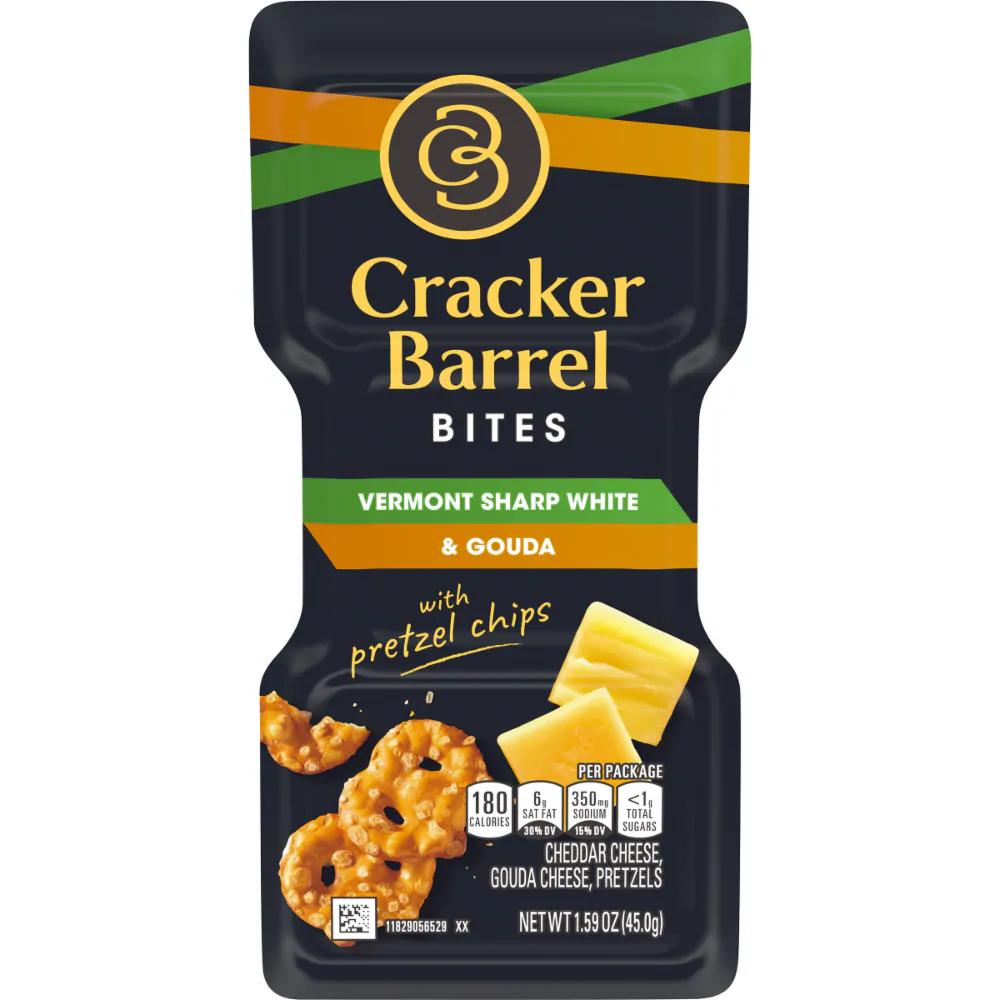 CB
Cracker
Barrel
BITES
VERMONT SHARP WHITE
& GOUDA
with
pretzel chips
PER PACKAGE
180
CALORIES
6g
SAT FAT
30% DV
350mg
SODIUM
15% DV
<1g
TOTAL
SUGARS
CHEDDAR CHEESE,
GOUDA CHEESE, PRETZELS
11829056529 XX
NET WT 1.59 OZ (45.0g)